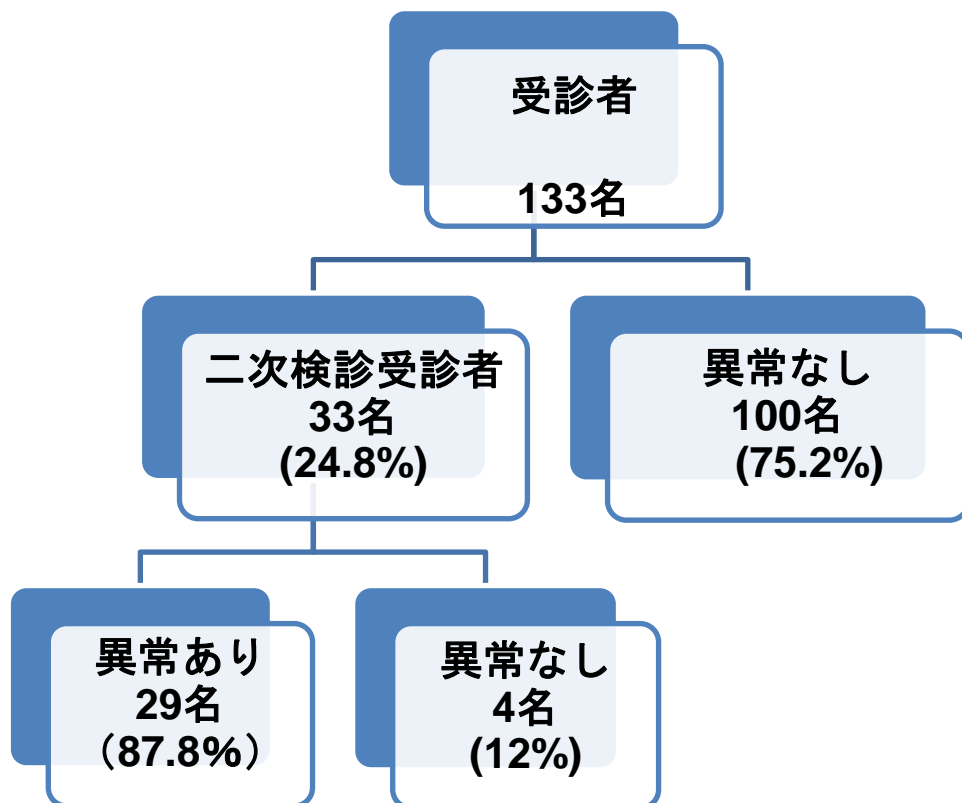 受診者
133名
二次検診受診者
33名
(24.8%)
異常なし
100名
(75.2%)
異常あり
29名
（87.8%）
異常なし
4名
(12%)